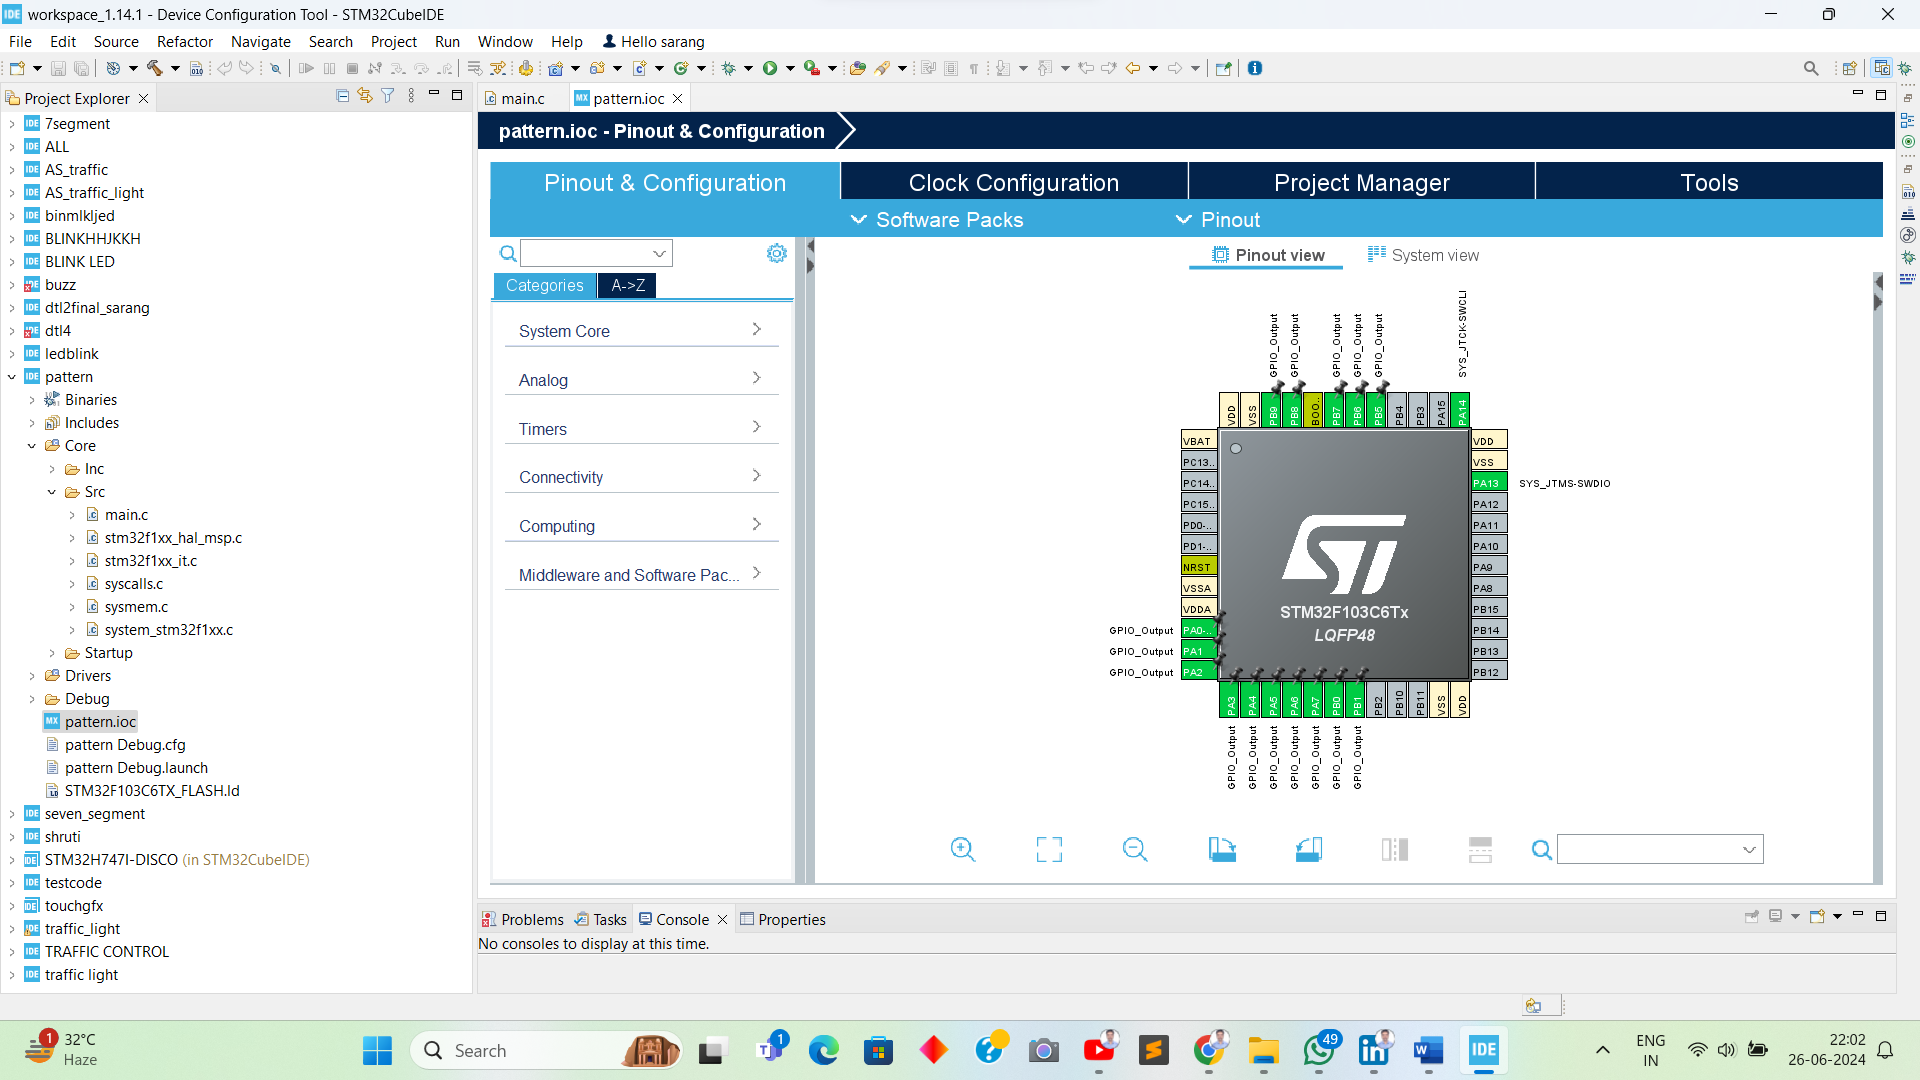 workspace_1.14.1 - Device Configuration Tool - STM32CubeIDE
File Edit Source Refactor Navigate Search Project Run Window Help Hello sarang
Project Explorer
7segment
ALL
AS_traffic
AS_traffic_light
binmlkljed
BLINKHHJKKH
BLINK LED
buzz
dtl2final_sarang
dtl4
ledblink
pattern
Binaries
Includes
Core
Inc
Src
main.c
stm32f1xx_hal_msp.c
stm32f1xx_it.c
syscalls.c
sysmem.c
system_stm32f1xx.c
Startup
Drivers
Debug
pattern.ioc
pattern Debug.cfg
pattern Debug.launch
STM32F103C6TX_FLASH.ld
seven_segment
shruti
STM32H747I-DISCO (in STM32CubeIDE)
testcode
touchgfx
traffic_light
TRAFFIC CONTROL
traffic light
main.c pattern.ioc
pattern.ioc - Pinout & Configuration
Pinout & Configuration Clock Configuration Project Manager Tools
Software Packs Pinout
Categories A->Z
System Core
Analog
Timers
Connectivity
Computing
Middleware and Software Pac...
Pinout view System view
GPIO_Output GPIO_Output GPIO_Output GPIO_Output GPIO_Output SYS_JTCK-SWCLI
VDD VSS PB9 PB8 BOO.. PB7 PB6 PB5 PB4 PB3 PA15 PA14
VBAT
PC13..
PC14..
PC15..
PD0-..
PD1-..
NRST
VSSA
VDDA
GPIO_Output PA0-..
GPIO_Output PA1
GPIO_Output PA2
STM32F103C6Tx
LQFP48
VDD
VSS
PA13 SYS_JTMS-SWDIO
PA12
PA11
PA10
PA9
PA8
PB15
PB14
PB13
PB12
PA3 PA4 PA5 PA6 PA7 PB0 PB1 PB2 PB10 PB11 VSS VDD
GPIO_Output GPIO_Output GPIO_Output GPIO_Output GPIO_Output GPIO_Output GPIO_Output
Problems Tasks Console Properties
No consoles to display at this time.
1
32°C
Haze
Search
1
49
IDE
ENG
IN
22:02
26-06-2024